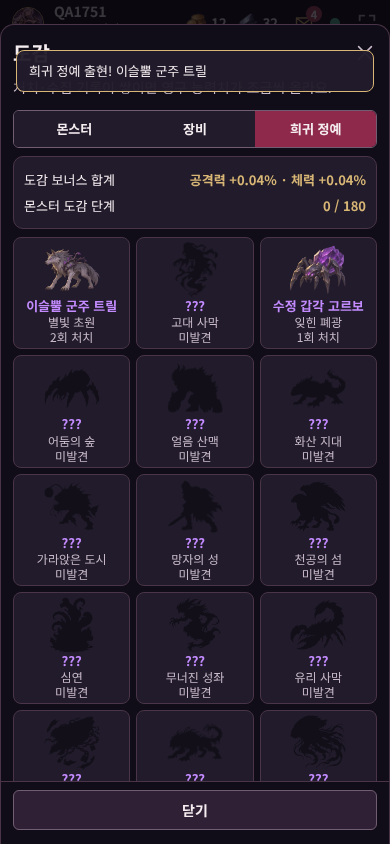 QA1751
12
32
4
도감
희귀 정예 출현! 이슬뿔 군주 트릴
몬스터
장비
희귀 정예
도감 보너스 합계
공격력 +0.04% · 체력 +0.04%
몬스터 도감 단계
0 / 180
이슬뿔 군주 트릴
별빛 초원
2회 처치
???
고대 사막
미발견
수정 갑각 고르보
잊힌 폐광
1회 처치
???
어둠의 숲
미발견
???
얼음 산맥
미발견
???
화산 지대
미발견
???
가라앉은 도시
미발견
???
망자의 성
미발견
???
천공의 섬
미발견
???
심연
미발견
???
무너진 성좌
미발견
???
유리 사막
미발견
???
???
???
닫기